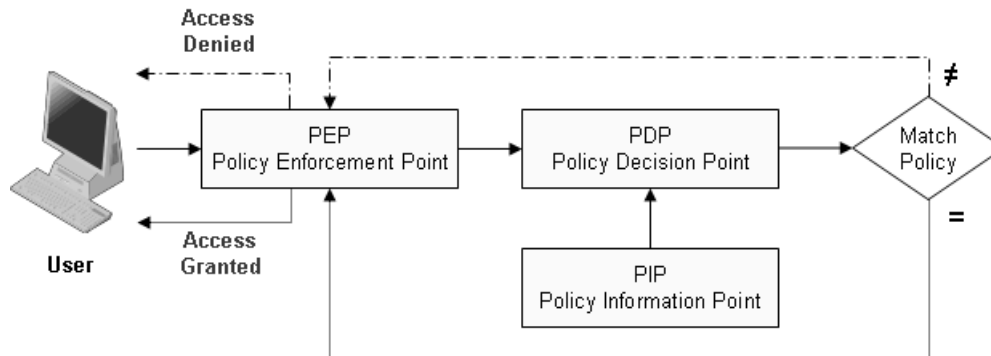 Access
Denied
≠
PEP
Policy Enforcement Point
PDP
Policy Decision Point
Match
Policy
=
Access
Granted
User
PIP
Policy Information Point